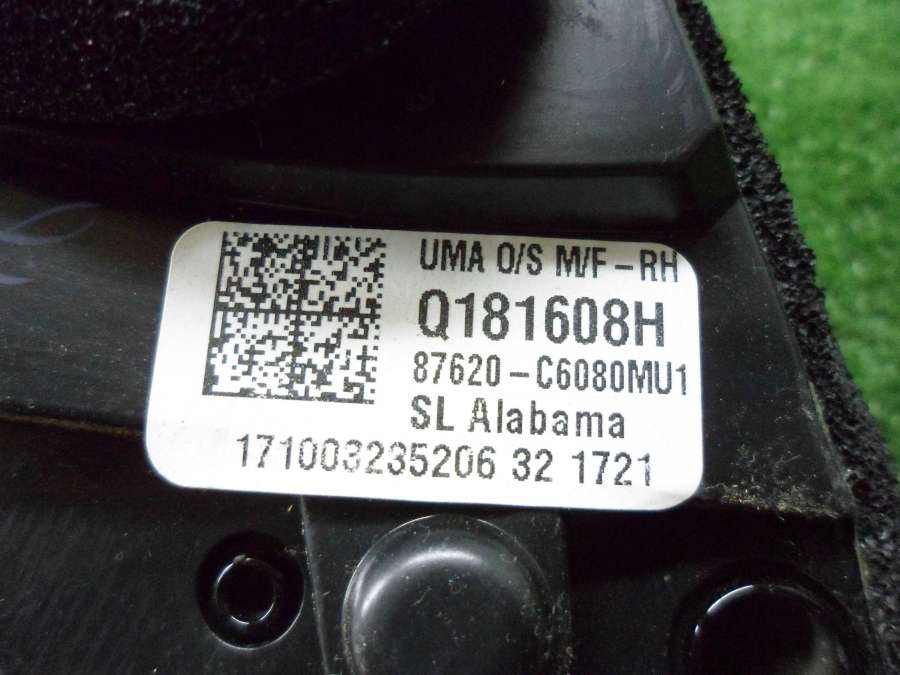 UMA O/S M/F-RH
Q181608H
87620-C6080MU1
SL Alabama
171003235206 32 1721